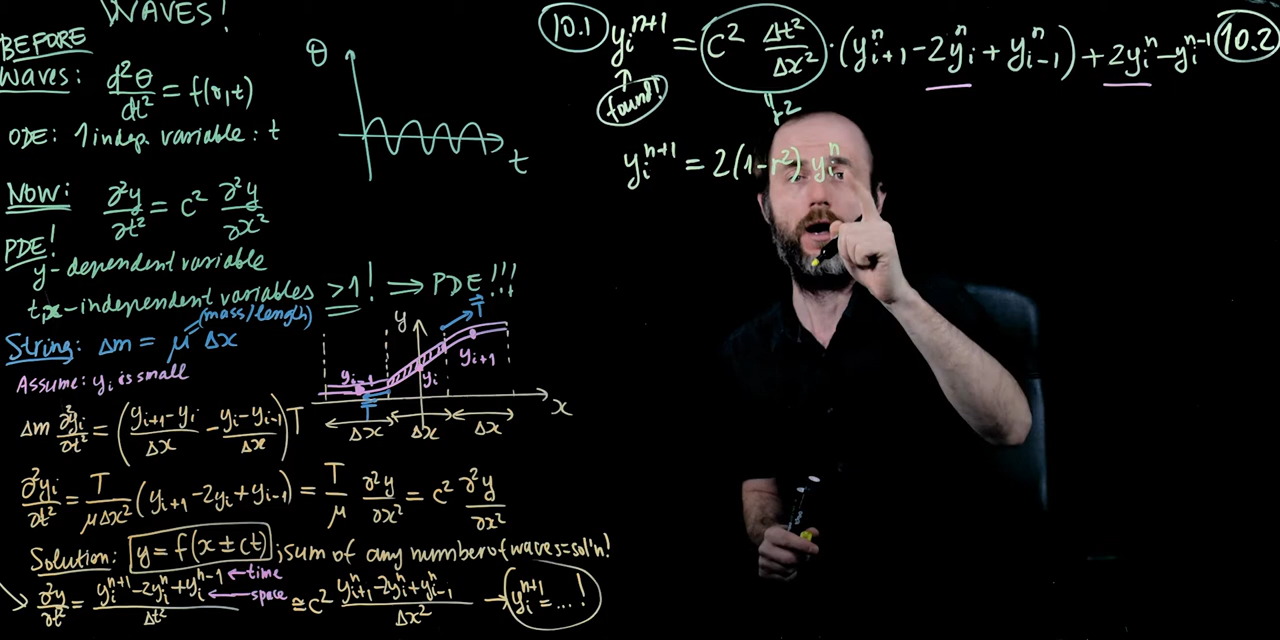 WAVES!
BEFORE
Waves: d²θ/dt² = f(θ,t)
ODE: 1 indep. variable: t
θ
t
NOW: ∂²y/∂t² = c² ∂²y/∂x²
PDE!
y - dependent variable
t,x - independent variables >1! ⟹ PDE!!!
(mass/length)
String: Δm = μ Δx
Assume: yᵢ is small
y
T
yᵢ₋₁
yᵢ
yᵢ₊₁
T
x
Δx Δx Δx
Δm ∂²yᵢ/∂t² = ((yᵢ₊₁ - yᵢ)/Δx - (yᵢ - yᵢ₋₁)/Δx) T
∂²yᵢ/∂t² = T/(μΔx²) (yᵢ₊₁ - 2yᵢ + yᵢ₋₁) = T/μ ∂²y/∂x² = c² ∂²y/∂x²
Solution: y = f(x ± ct) ; sum of any number of waves = sol'n!
∂²y/∂t² = (yᵢⁿ⁺¹ - 2yᵢⁿ + yᵢⁿ⁻¹)/Δt² ≅ c² (yⁿᵢ₊₁ - 2yᵢⁿ + yⁿᵢ₋₁)/Δx² → yᵢⁿ⁺¹ = ... !
←time
←space
10.1 yᵢⁿ⁺¹ = c² Δt²/Δx² · (yⁿᵢ₊₁ - 2yⁿᵢ + yⁿᵢ₋₁) + 2yᵢⁿ - yᵢⁿ⁻¹ 10.2
found!
r²
yᵢⁿ⁺¹ = 2(1 - r²) yᵢⁿ